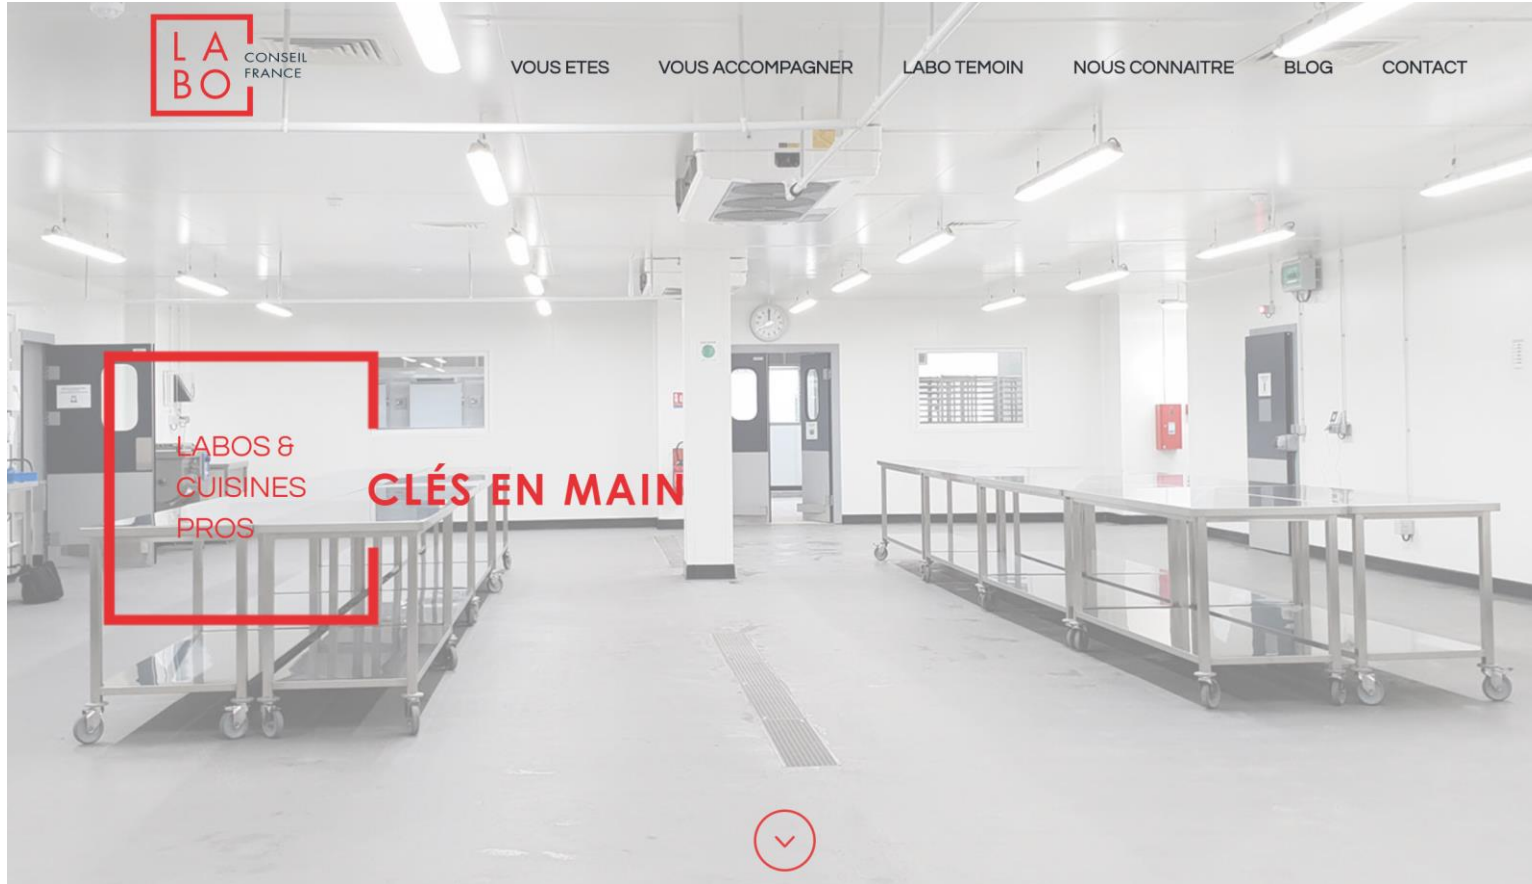 LA
BO
CONSEIL
FRANCE
VOUS ETES
VOUS ACCOMPAGNER
LABO TEMOIN
NOUS CONNAITRE
BLOG
CONTACT
LABOS &
CUISINES
PROS
CLÉS EN MAIN